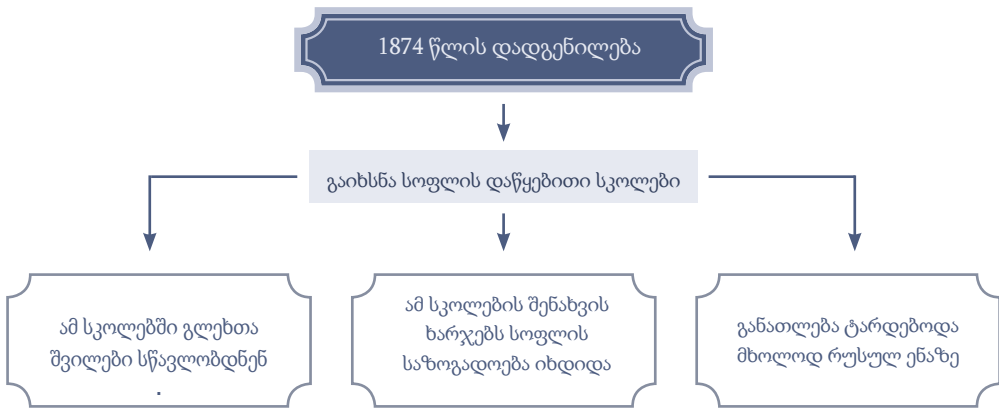 1874 წლის დადგენილება
გაიხსნა სოფლის დაწყებითი სკოლები
ამ სკოლებში გლეხთა
შვილები სწავლობდნენ
.
ამ სკოლების შენახვის
ხარჯებს სოფლის
საზოგადოება იხდიდა
განათლება ტარდებოდა
მხოლოდ რუსულ ენაზე